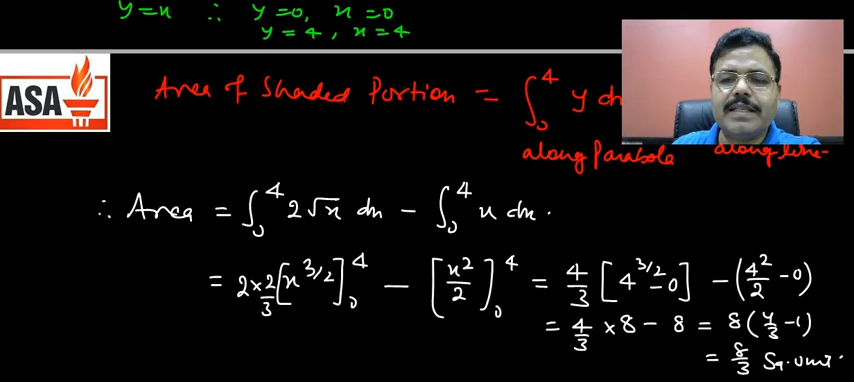 y=x ∴ y=0, x=0
y=4, x=4
ASA
Area of Shaded Portion = ∫₀⁴ y dx
along Parabola along line
∴ Area = ∫₀⁴ 2√x dx − ∫₀⁴ x dx.
= 2×2/3 [x^3/2]₀⁴ − [x²/2]₀⁴ = 4/3 [4^3/2 −0] − (4²/2 −0)
= 4/3 ×8 − 8 = 8(4/3 −1)
= 8/3 Sq. unit.